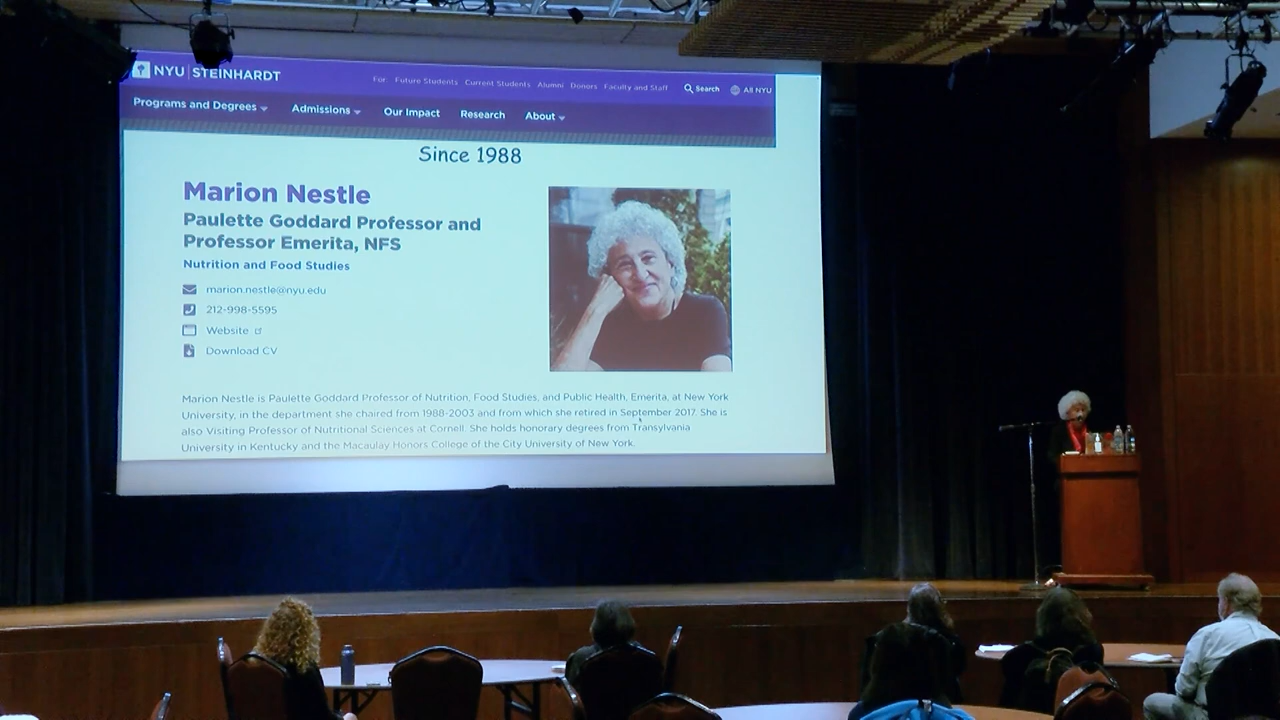 NYU | STEINHARDT
For: Future Students Current Students Alumni Donors Faculty and Staff Search All NYU
Programs and Degrees Admissions Our Impact Research About
Since 1988
Marion Nestle
Paulette Goddard Professor and
Professor Emerita, NFS
Nutrition and Food Studies
marion.nestle@nyu.edu
212-998-5595
Website
Download CV
Marion Nestle is Paulette Goddard Professor of Nutrition, Food Studies, and Public Health, Emerita, at New York
University, in the department she chaired from 1988-2003 and from which she retired in September 2017. She is
also Visiting Professor of Nutritional Sciences at Cornell. She holds honorary degrees from Transylvania
University in Kentucky and the Macaulay Honors College of the City University of New York.